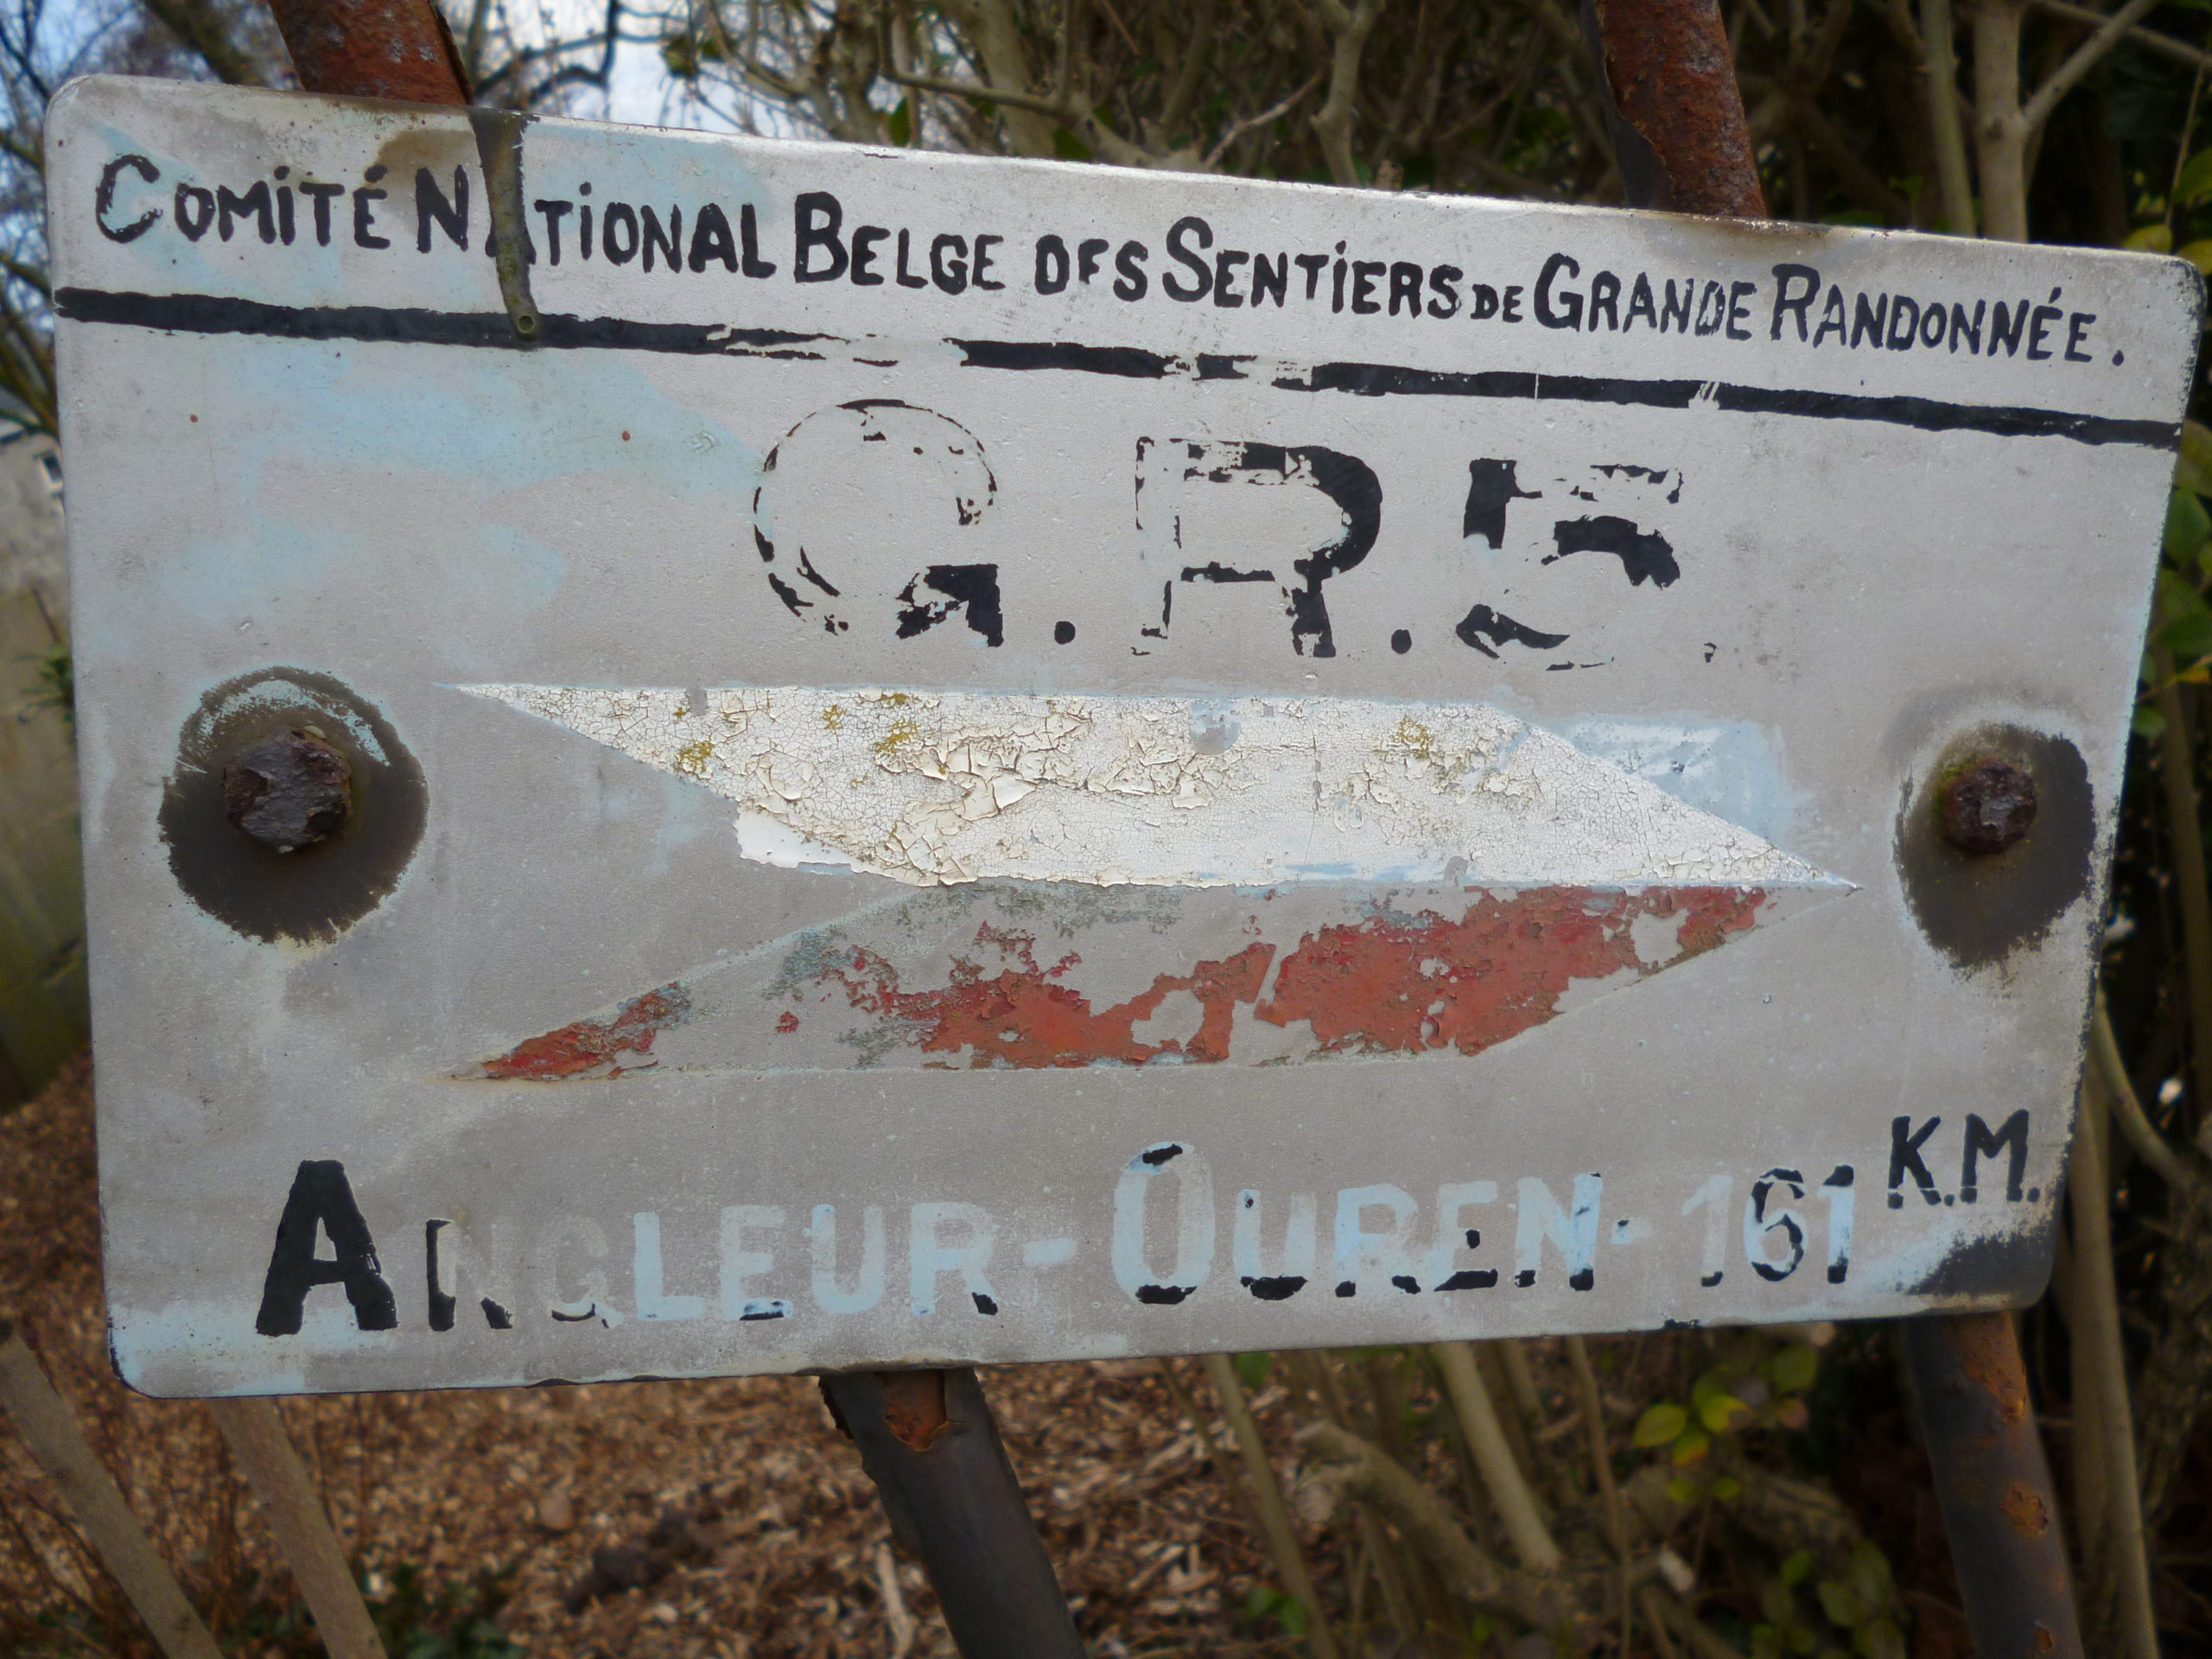 COMITÉ NATIONAL BELGE DES SENTIERS DE GRANDE RANDONNÉE.
G.R.5.
ANGLEUR-OUREN-161 K.M.